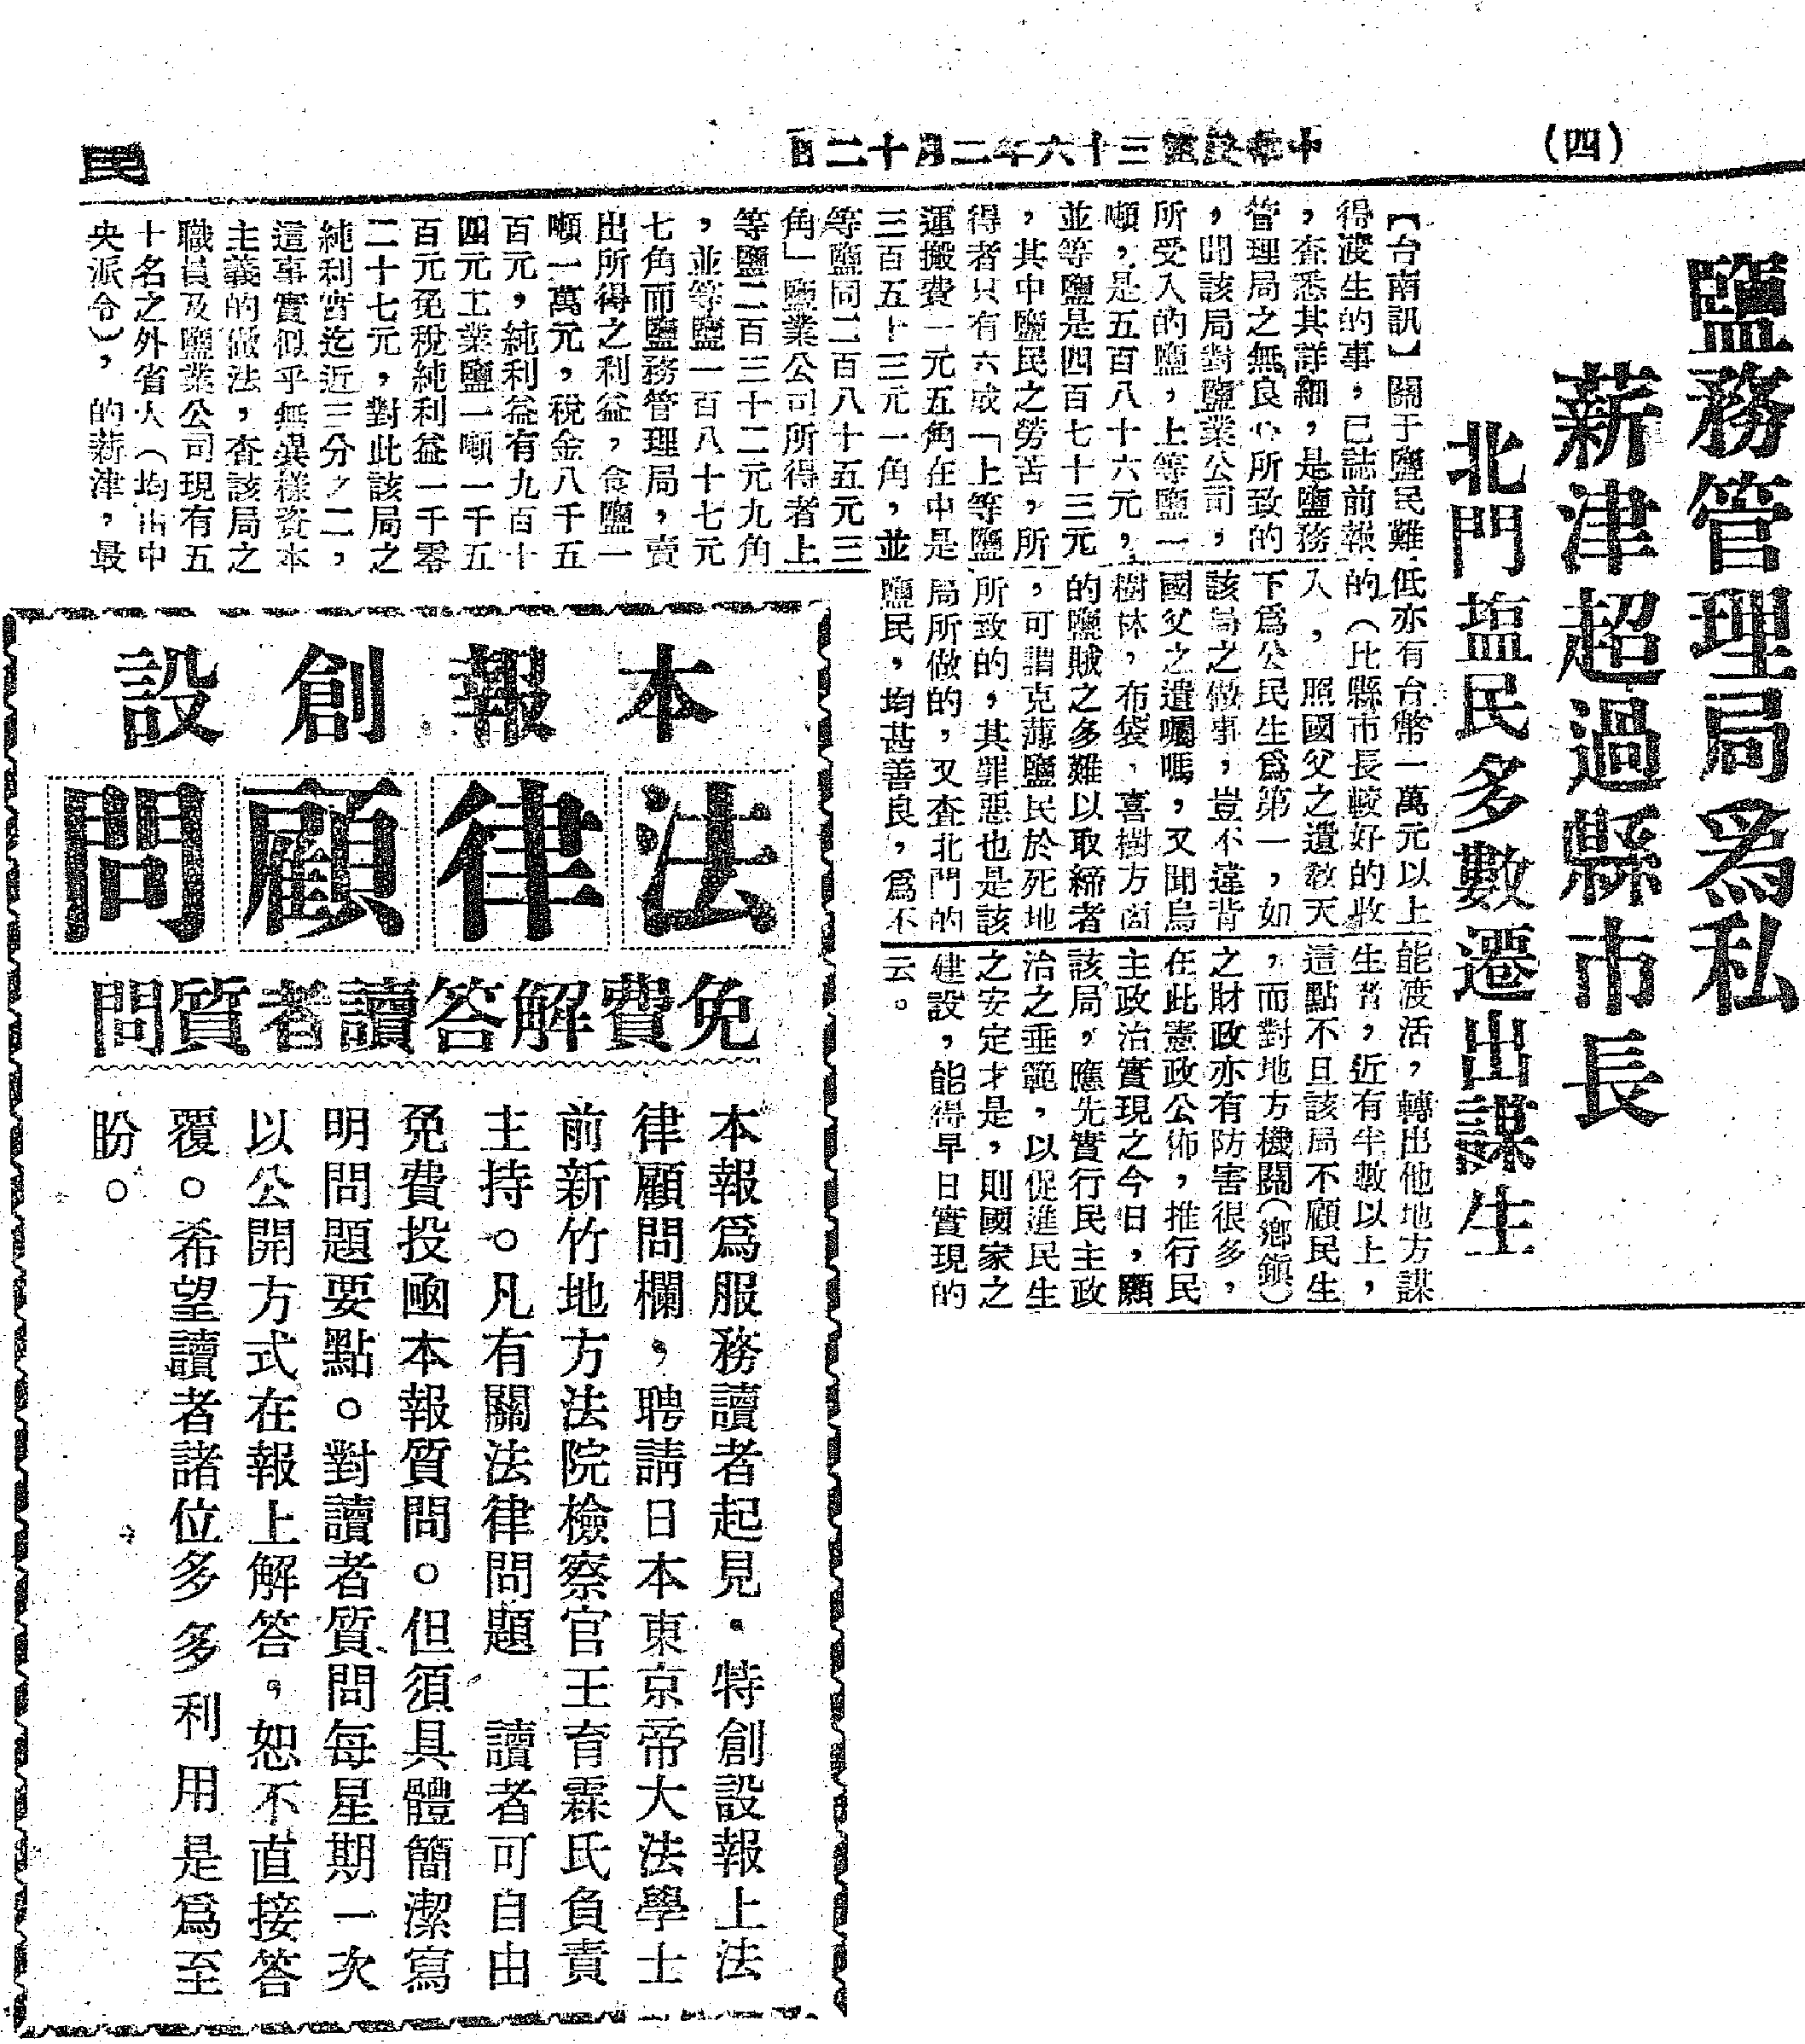 (四)
中華民國三十六年二月十二日
民
鹽務管理局爲私
薪津超過縣市長
北門塩民多數遷出謀生
【台南訊】關于鹽民難
得渡生的事，已誌前報
，查悉其詳細，是鹽務
管理局之無良心所致的
，聞該局對鹽業公司，
所受入的鹽，上等鹽一
噸，是五百八十六元，
並等鹽是四百七十三元
，其中鹽民之勞苦，所
得者只有六成「上等鹽
運搬費一元五角在中是
三百五十三元一角，並
等鹽同二百八十五元三
角」鹽業公司所得者上
等鹽二百三十二元九角
，並等鹽一百八十七元
七角而鹽務管理局，賣
出所得之利益，食鹽一
噸一萬元，稅金八千五
百元，純利益有九百十
四元工業鹽一噸一千五
百元免稅純利益一千零
二十七元，對此該局之
純利害迄近三分之二，
這事實似乎無異樣資本
主義的做法，查該局之
職員及鹽業公司現有五
十名之外省人（均由中
央派令），的薪津，最
低亦有台幣一萬元以上
的（比縣市長較好的收
入，照國父之遺敎天
下爲公民生爲第一，如
該局之做事，豈不違背
國父之遺囑嗎，又聞烏
樹林，布袋，喜樹方面
的鹽賊之多難以取締者
，可謂克薄鹽民於死地
所致的，其罪惡也是該
局所做的，又查北門的
鹽民，均甚善良，爲不
能渡活，轉出他地方謀
生者，近有半數以上，
這點不且該局不顧民生
，而對地方機關（鄉鎮）
之財政亦有防害很多，
在此憲政公佈，推行民
主政治實現之今日，願
該局，應先實行民主政
治之垂範，以促進民生
之安定才是，則國家之
建設，能得早日實現的
云。
本報創設
法律顧問
免費解答讀者質問
本報爲服務讀者起見．特創設報上法
律顧問欄，聘請日本東京帝大法學士
前新竹地方法院檢察官王育霖氏負責
主持。凡有關法律問題　讀者可自由
免費投凾本報質問。但須具體簡潔寫
明問題要點。對讀者質問每星期一次
以公開方式在報上解答。恕不直接答
覆。希望讀者諸位多多利用是爲至
盼。